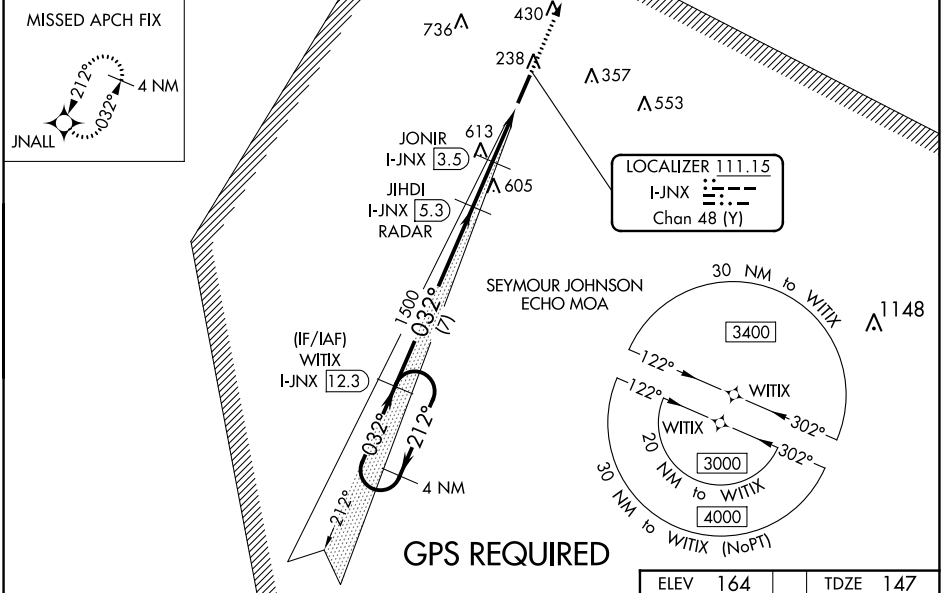 MISSED APCH FIX
212°
4 NM
032°
JNALL
736
430
238
357
553
JONIR
I-JNX 3.5
613
605
JIHDI
I-JNX 5.3
RADAR
LOCALIZER 111.15
I-JNX
Chan 48 (Y)
SEYMOUR JOHNSON
ECHO MOA
1500
032°
(7)
(IF/IAF)
WITIX
I-JNX 12.3
032°
212°
4 NM
212°
30 NM to WITIX
3400
1148
122°
WITIX
302°
122°
WITIX
302°
20 NM to WITIX
3000
4000
30 NM to WITIX (NoPT)
GPS REQUIRED
ELEV 164
TDZE 147